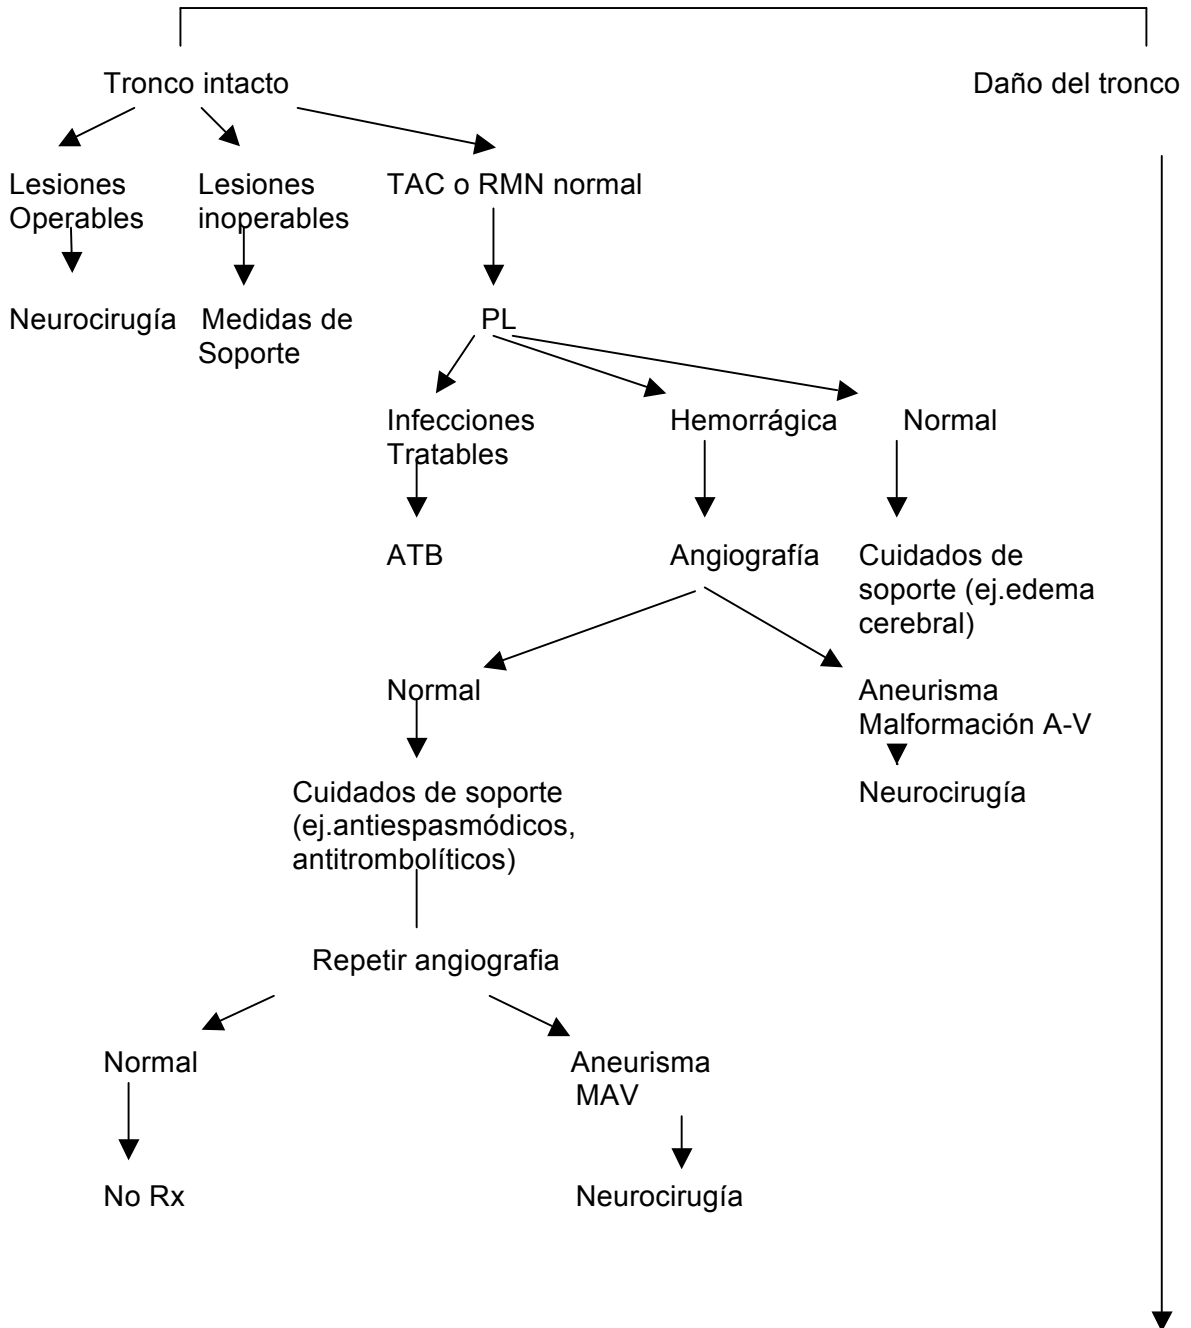 Tronco intacto
Daño del tronco
Lesiones
Operables
Lesiones
inoperables
TAC o RMN normal
Neurocirugía
Medidas de
Soporte
PL
Infecciones
Tratables
Hemorrágica
Normal
ATB
Angiografía
Cuidados de
soporte (ej.edema
cerebral)
Normal
Aneurisma
Malformación A-V
Cuidados de soporte
(ej.antiespasmódicos,
antitrombolíticos)
Neurocirugía
Repetir angiografia
Normal
Aneurisma
MAV
No Rx
Neurocirugía